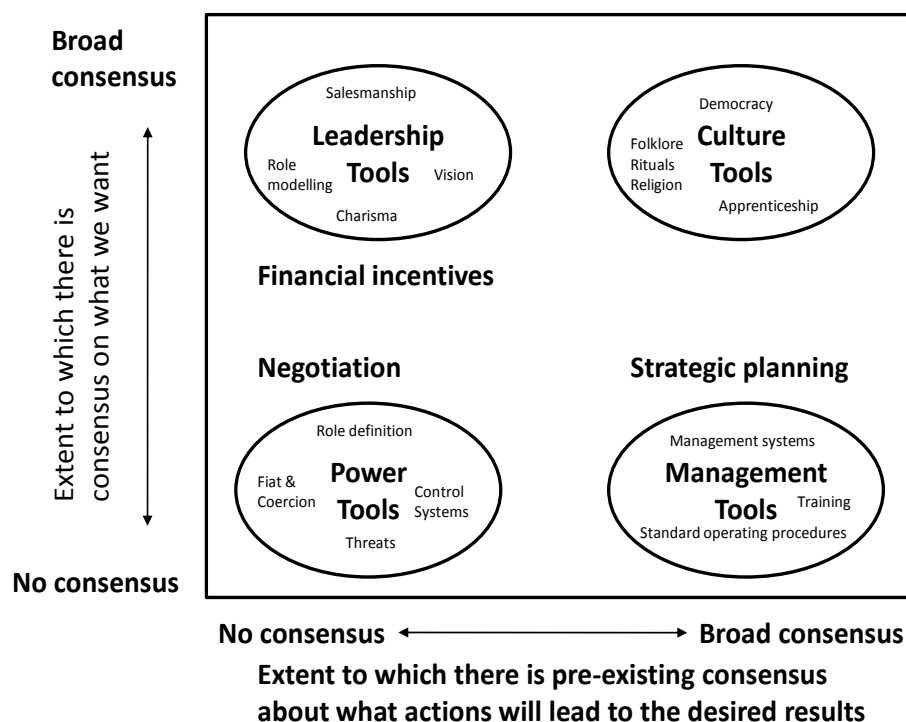 Broad
consensus
Extent to which there is
consensus on what we want
No consensus
Salesmanship
Leadership
Tools
Role
modelling
Vision
Charisma
Democracy
Culture
Tools
Folklore
Rituals
Religion
Apprenticeship
Financial incentives
Negotiation
Strategic planning
Role definition
Power
Tools
Fiat &
Coercion
Control
Systems
Threats
Management systems
Management
Tools
Training
Standard operating procedures
No consensus
Broad consensus
Extent to which there is pre-existing consensus
about what actions will lead to the desired results